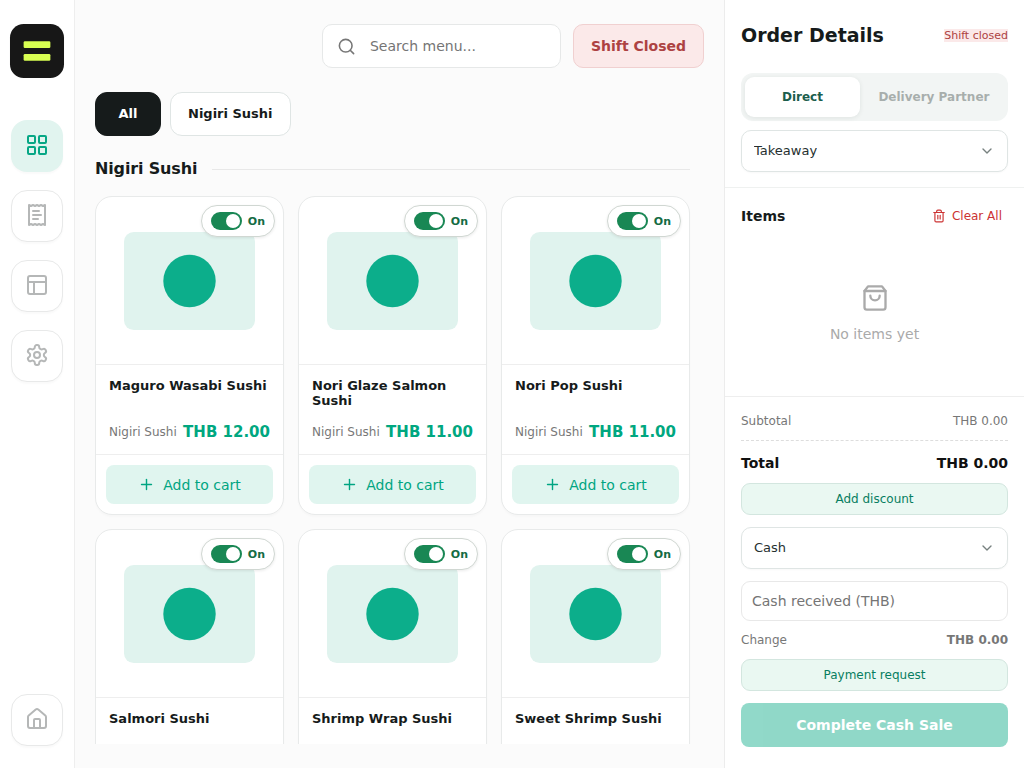 Search menu...
Shift Closed
All
Nigiri Sushi
Nigiri Sushi
On
On
On
Maguro Wasabi Sushi
Nori Glaze Salmon
Sushi
Nori Pop Sushi
Nigiri Sushi THB 12.00
Nigiri Sushi THB 11.00
Nigiri Sushi THB 11.00
Add to cart
Add to cart
Add to cart
On
On
On
Salmori Sushi
Shrimp Wrap Sushi
Sweet Shrimp Sushi
Order Details
Shift closed
Direct
Delivery Partner
Takeaway
Items
Clear All
No items yet
Subtotal THB 0.00
Total THB 0.00
Add discount
Cash
Cash received (THB)
Change THB 0.00
Payment request
Complete Cash Sale